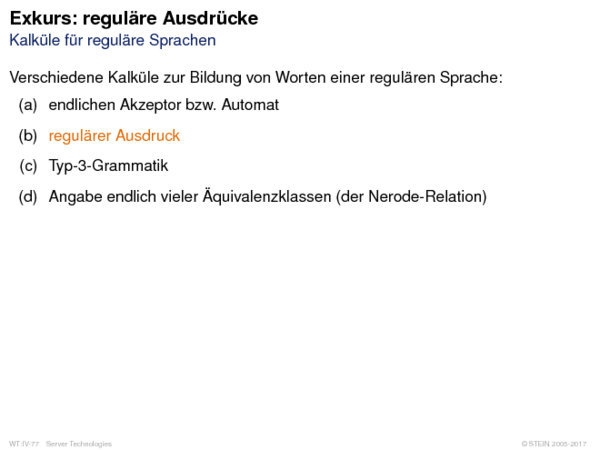 Exkurs: reguläre Ausdrücke
Kalküle für reguläre Sprachen
Verschiedene Kalküle zur Bildung von Worten einer regulären Sprache:
(a) endlichen Akzeptor bzw. Automat
(b) regulärer Ausdruck
(c) Typ-3-Grammatik
(d) Angabe endlich vieler Äquivalenzklassen (der Nerode-Relation)
WT:IV-77 Server Technologies © STEIN 2005-2017